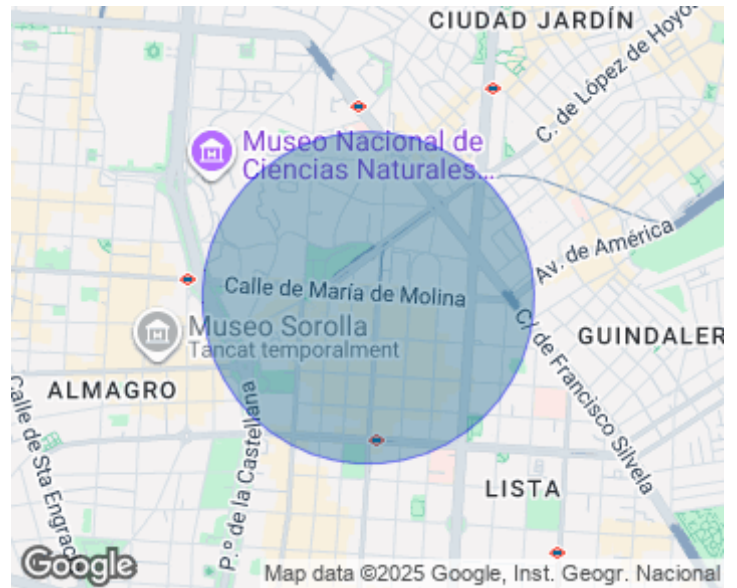 CIUDAD JARDÍN
C. de López de Hoyos
Museo Nacional de
Ciencias Naturales...
Av. de América
Calle de María de Molina
Museo Sorolla
Tancat temporalment
C/ de Francisco Silvela
GUINDALER
ALMAGRO
Calle de Sta Engrac
P.º de la Castellana
LISTA
Google
Map data ©2025 Google, Inst. Geogr. Nacional